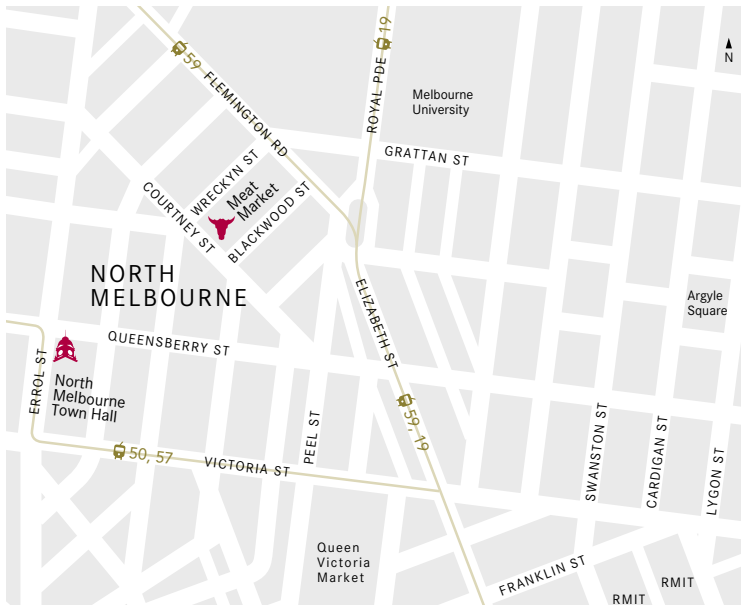 19
59
N
FLEMINGTON RD
ROYAL PDE
Melbourne
University
GRATTAN ST
WRECKYN ST
COURTNEY ST
Meat
Market
BLACKWOOD ST
NORTH
MELBOURNE
ELIZABETH ST
Argyle
Square
QUEENSBERRY ST
ERROL ST
North
Melbourne
Town Hall
59, 19
PEEL ST
50, 57
VICTORIA ST
SWANSTON ST
CARDIGAN ST
LYGON ST
Queen
Victoria
Market
FRANKLIN ST
RMIT
RMIT